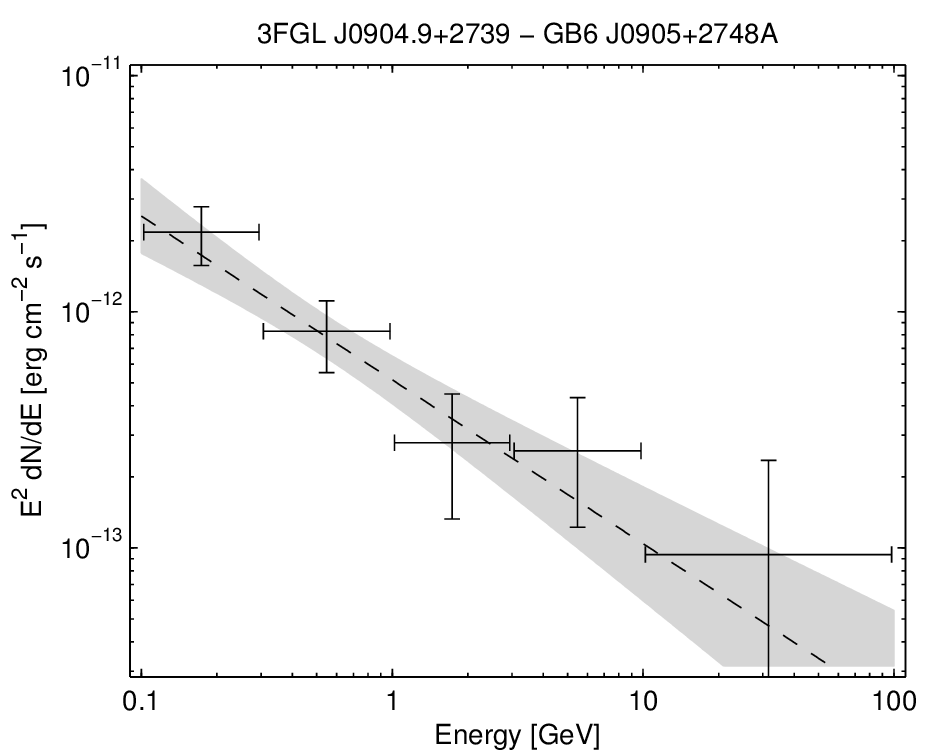 3FGL J0904.9+2739 – GB6 J0905+2748A
10⁻¹¹
10⁻¹²
10⁻¹³
E² dN/dE [erg cm⁻² s⁻¹]
0.1 1 10 100
Energy [GeV]